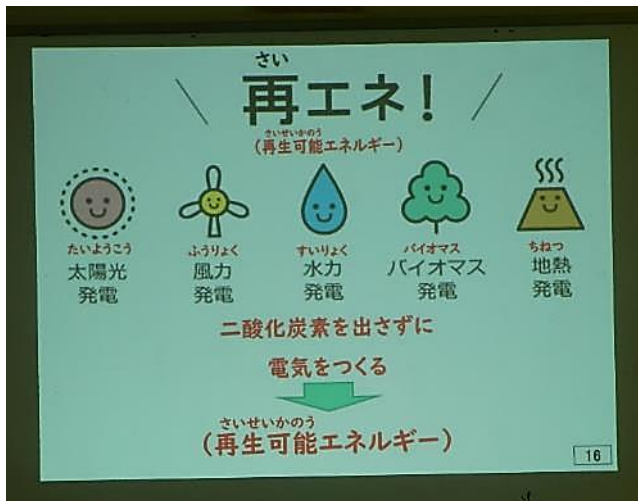 さい
再エネ!
さいせいかのう
(再生可能エネルギー)
たいようこう
太陽光
発電
ふうりょく
風力
発電
すいりょく
水力
発電
バイオマス
バイオマス
発電
ちねつ
地熱
発電
二酸化炭素を出さずに
電気をつくる
さいせいかのう
(再生可能エネルギー)
16